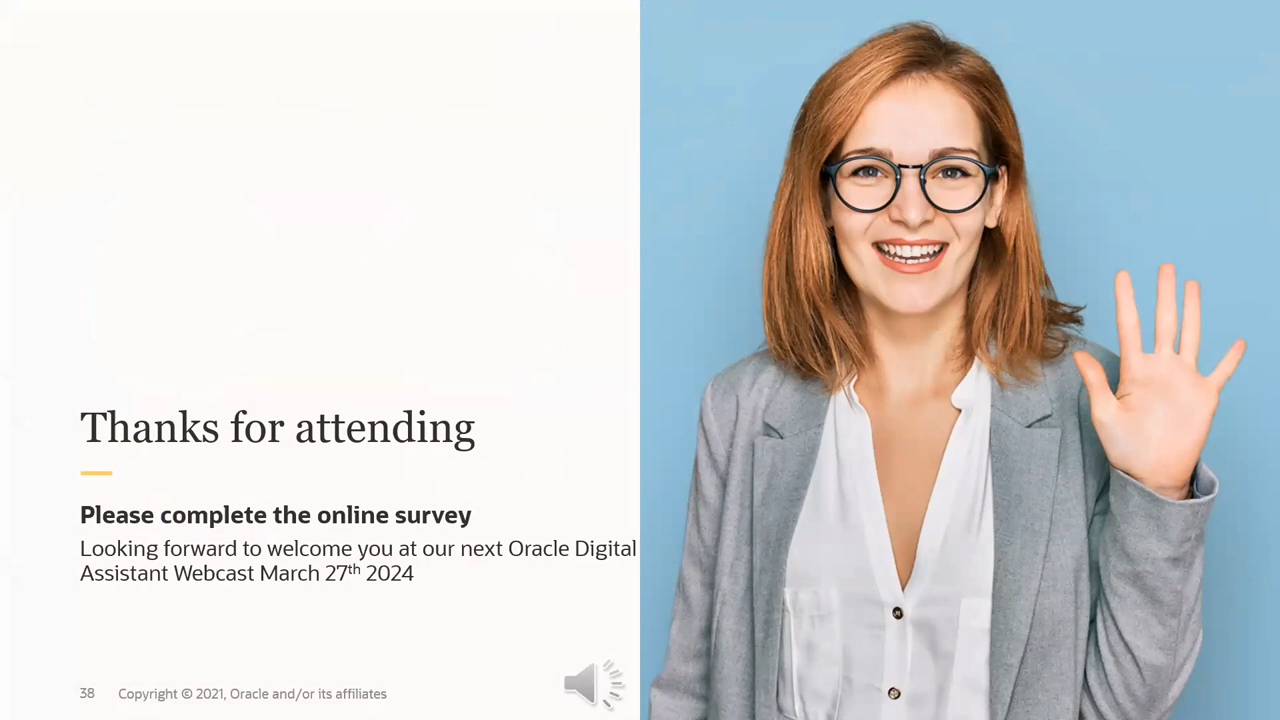 Thanks for attending
Please complete the online survey
Looking forward to welcome you at our next Oracle Digital
Assistant Webcast March 27th 2024
38 Copyright © 2021, Oracle and/or its affiliates